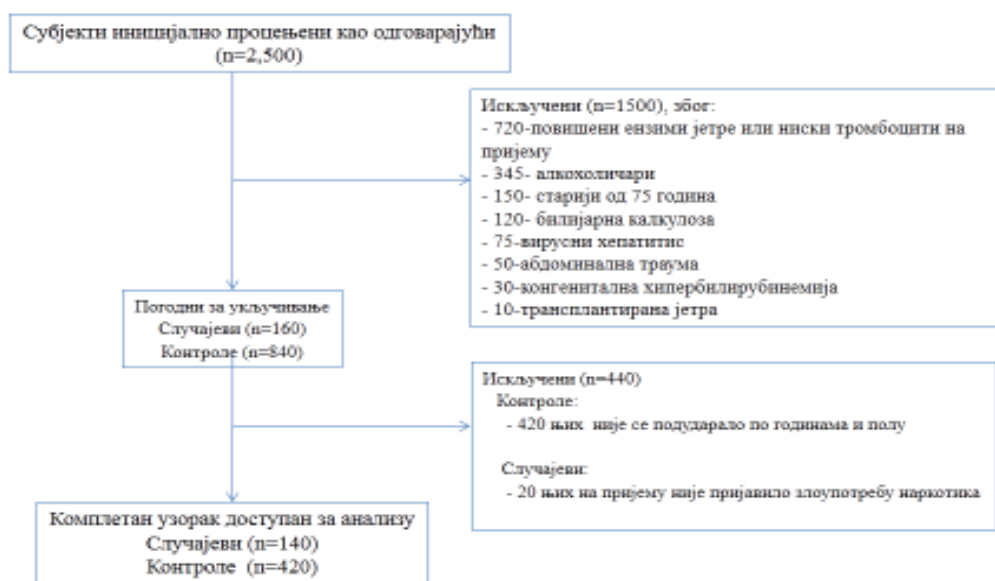 Субјекти иницијално процењени као одговарајући
(n=2,500)
Искључени (n=1500), због:
- 720-повишени ензими јетре или ниски тромбоцити на
пријему
- 345- алкохоличари
- 150- старији од 75 година
- 120- билијарна калкулоза
- 75-вирусни хепатитис
- 50-абдоминална траума
- 30-конгенитална хипербилирубинемија
- 10-трансплантирана јетра
Погодни за укључивање
Случајеви (n=160)
Контроле (n=840)
Искључени (n=440)
Контроле:
- 420 њих није се подударало по годинама и полу
Случајеви:
- 20 њих на пријему није пријавило злоупотребу наркотика
Комплетан узорак доступан за анализу
Случајеви (n=140)
Контроле (n=420)